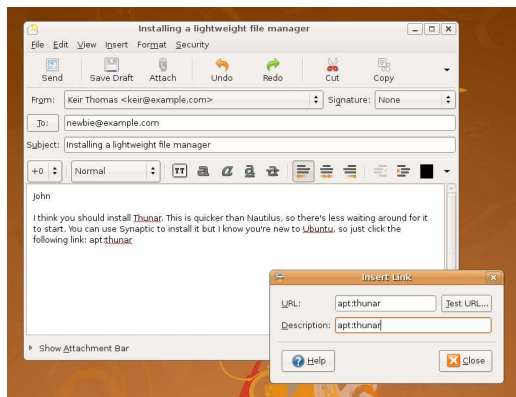 Installing a lightweight file manager
File Edit View Insert Format Security
Send Save Draft Attach Undo Redo Cut Copy
From: Keir Thomas <keir@example.com> Signature: None
To: newbie@example.com
Subject: Installing a lightweight file manager
+0 Normal TT a a a a
John
I think you should install Thunar. This is quicker than Nautilus, so there's less waiting around for it
to start. You can use Synaptic to install it but I know you're new to Ubuntu, so just click the
following link: apt:thunar
Insert Link
URL: apt:thunar Test URL...
Description: apt:thunar
Help Close
Show Attachment Bar